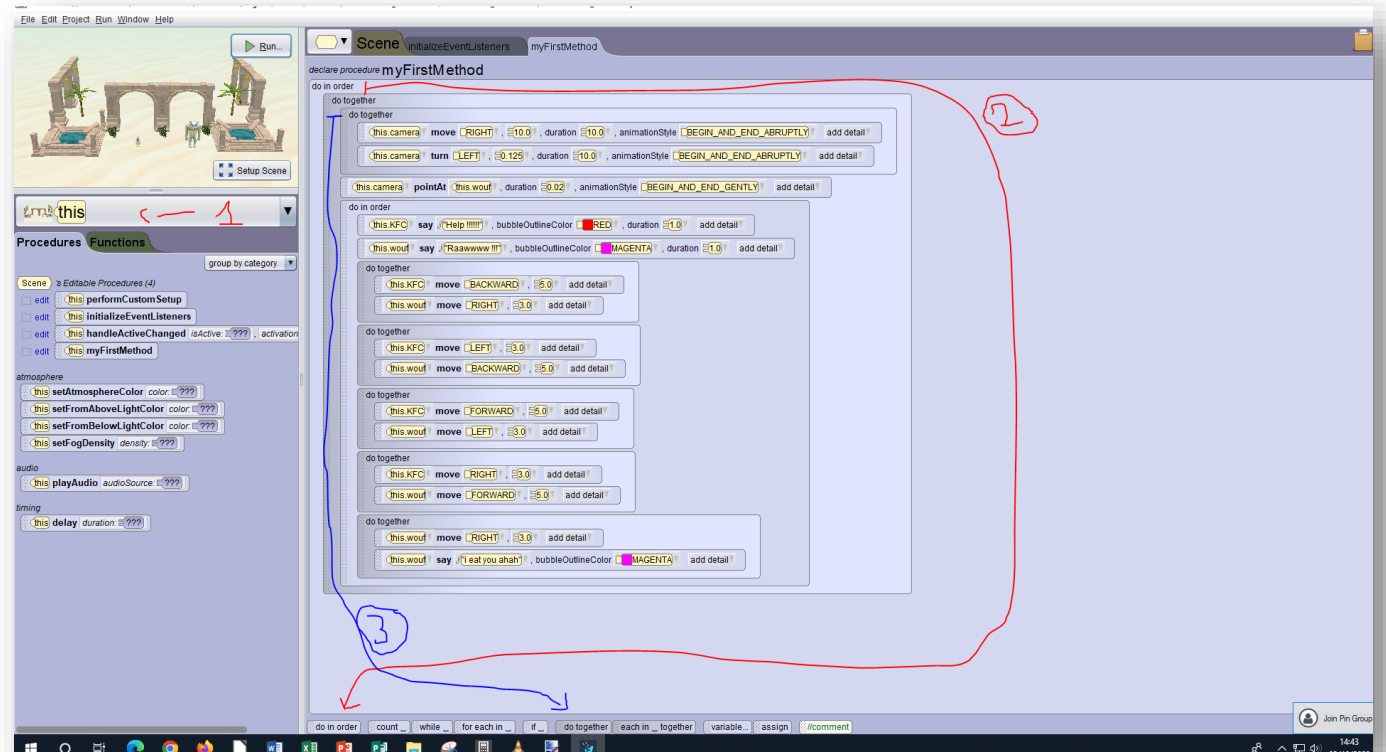 File Edit Project Run Window Help
Run...
Setup Scene
this
<— 1
Procedures Functions
group by category
Scene 's Editable Procedures (4)
edit this performCustomSetup
edit this initializeEventListeners
edit this handleActiveChanged isActive: ??? , activation
edit this myFirstMethod
atmosphere
this setAtmosphereColor color: ???
this setFromAboveLightColor color: ???
this setFromBelowLightColor color: ???
this setFogDensity density: ???
audio
this playAudio audioSource: ???
timing
this delay duration: ???
Scene initializeEventListeners myFirstMethod
declare procedure myFirstMethod
do in order
do together
do together
this.camera move RIGHT , 10.0 , duration 10.0 , animationStyle BEGIN_AND_END_ABRUPTLY add detail
this.camera turn LEFT , 0.125 , duration 10.0 , animationStyle BEGIN_AND_END_ABRUPTLY add detail
this.camera pointAt this.wouf , duration 0.02 , animationStyle BEGIN_AND_END_GENTLY add detail
do in order
this.KFC say "Help !!!!!!" , bubbleOutlineColor RED , duration 1.0 add detail
this.wouf say "Raawwww !!!" , bubbleOutlineColor MAGENTA , duration 1.0 add detail
do together
this.KFC move BACKWARD , 5.0 add detail
this.wouf move RIGHT , 3.0 add detail
do together
this.KFC move LEFT , 3.0 add detail
this.wouf move BACKWARD , 5.0 add detail
do together
this.KFC move FORWARD , 5.0 add detail
this.wouf move LEFT , 3.0 add detail
do together
this.KFC move RIGHT , 3.0 add detail
this.wouf move FORWARD , 5.0 add detail
do together
this.wouf move RIGHT , 3.0 add detail
this.wouf say "i eat you ahah" , bubbleOutlineColor MAGENTA add detail
2
3
do in order count _ while _ for each in _ if _ do together each in _ together variable... assign //comment
Join Pin Group
14:43